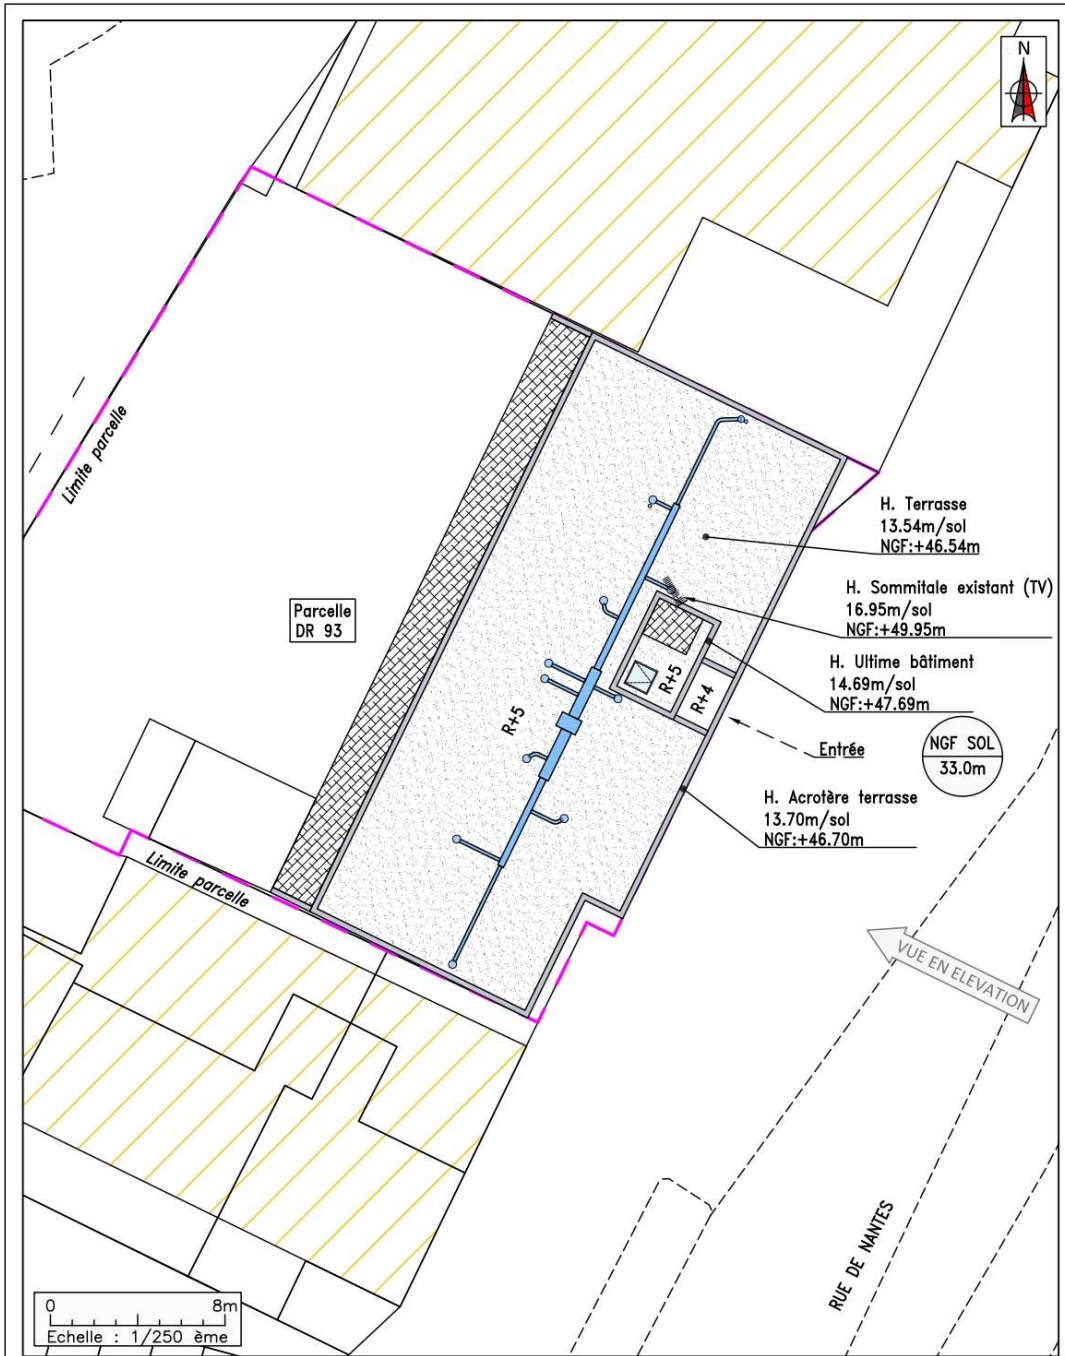 N
Limite parcelle
H. Terrasse
13.54m/sol
NGF:+46.54m
H. Sommitale existant (TV)
16.95m/sol
NGF:+49.95m
Parcelle
DR 93
H. Ultime bâtiment
14.69m/sol
NGF:+47.69m
R+5
R+4
R+5
Entrée
NGF SOL
33.0m
H. Acrotère terrasse
13.70m/sol
NGF:+46.70m
Limite parcelle
VUE EN ELEVATION
RUE DE NANTES
0 8m
Echelle : 1/250 ème